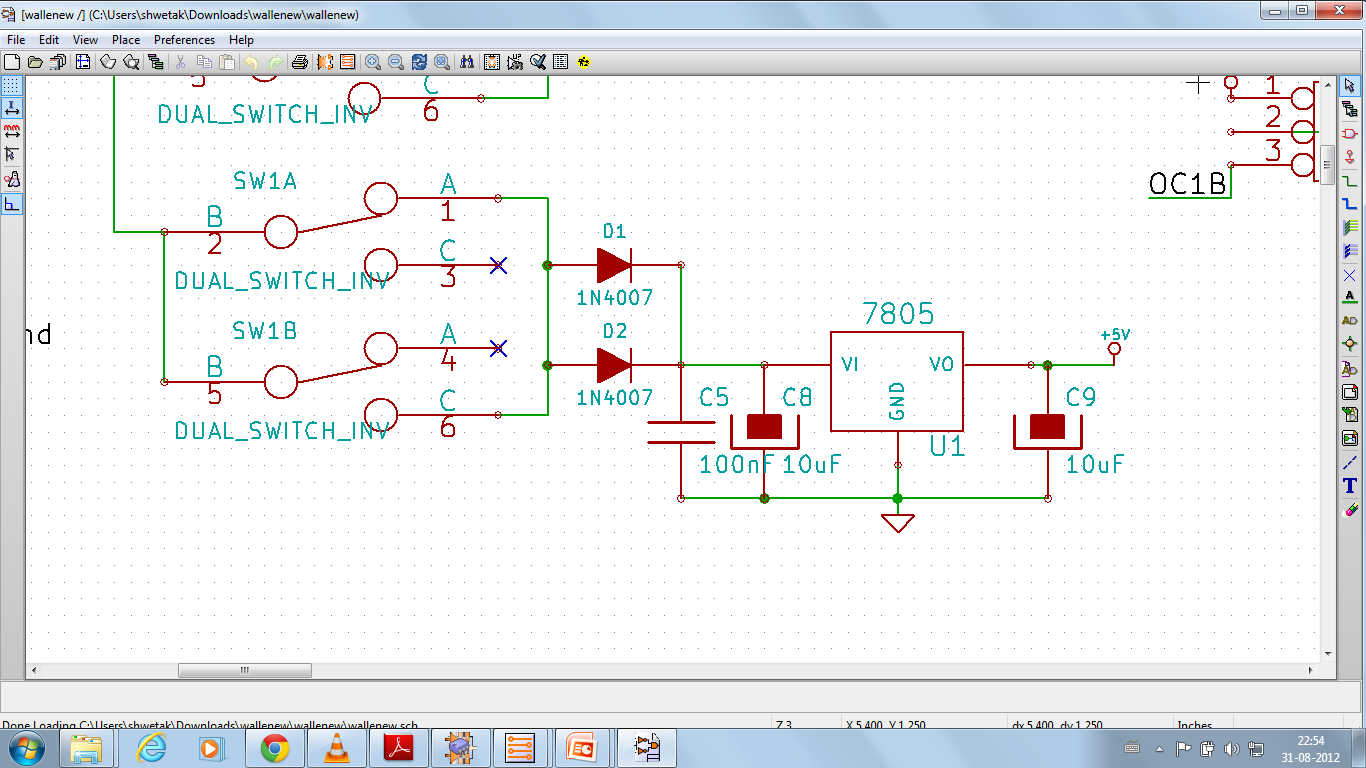 [wallenew /] (C:\Users\shwetak\Downloads\wallenew\wallenew)
File Edit View Place Preferences Help
C
6
DUAL_SWITCH_INV
1
2
3
OC1B
SW1A
A
1
B
2
C
3
DUAL_SWITCH_INV
D1
1N4007
nd
SW1B
A
4
B
5
C
6
DUAL_SWITCH_INV
D2
1N4007
7805
VI VO
GND
U1
+5V
C5
100nF
C8
10uF
C9
10uF
Done Loading C:\Users\shwetak\Downloads\wallenew\wallenew.sch
Z 3
X 5.400 Y 1.250
dx 5.400 dy 1.250
Inches
22:54
31-08-2012